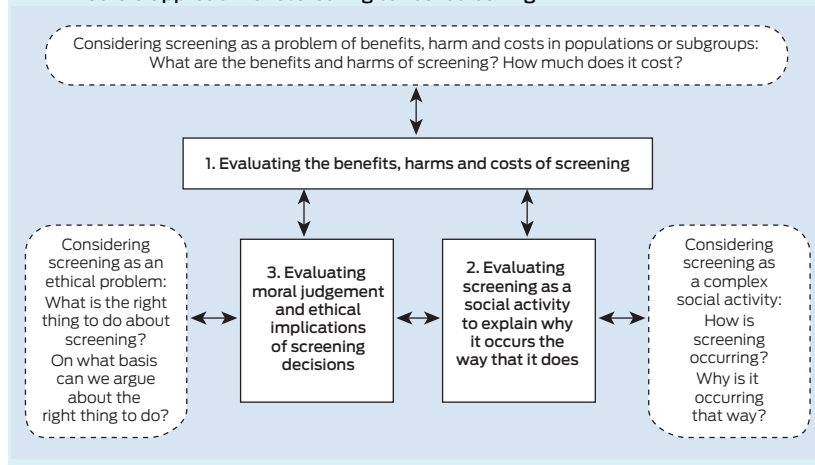 Considering screening as a problem of benefits, harm and costs in populations or subgroups:
What are the benefits and harms of screening? How much does it cost?
1. Evaluating the benefits, harms and costs of screening
Considering
screening as an
ethical problem:
What is the right
thing to do about
screening?
On what basis
can we argue
about the
right thing to do?
3. Evaluating
moral judgement
and ethical
implications
of screening
decisions
2. Evaluating
screening as a
social activity
to explain why
it occurs the
way that it does
Considering
screening as
a complex
social activity:
How is
screening
occurring?
Why is it
occurring
that way?